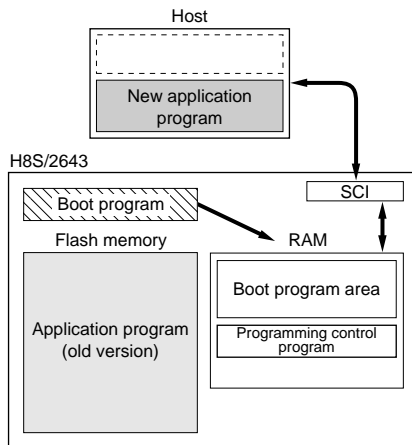 Host
New application
program
H8S/2643
SCI
Boot program
Flash memory
RAM
Application program
(old version)
Boot program area
Programming control
program